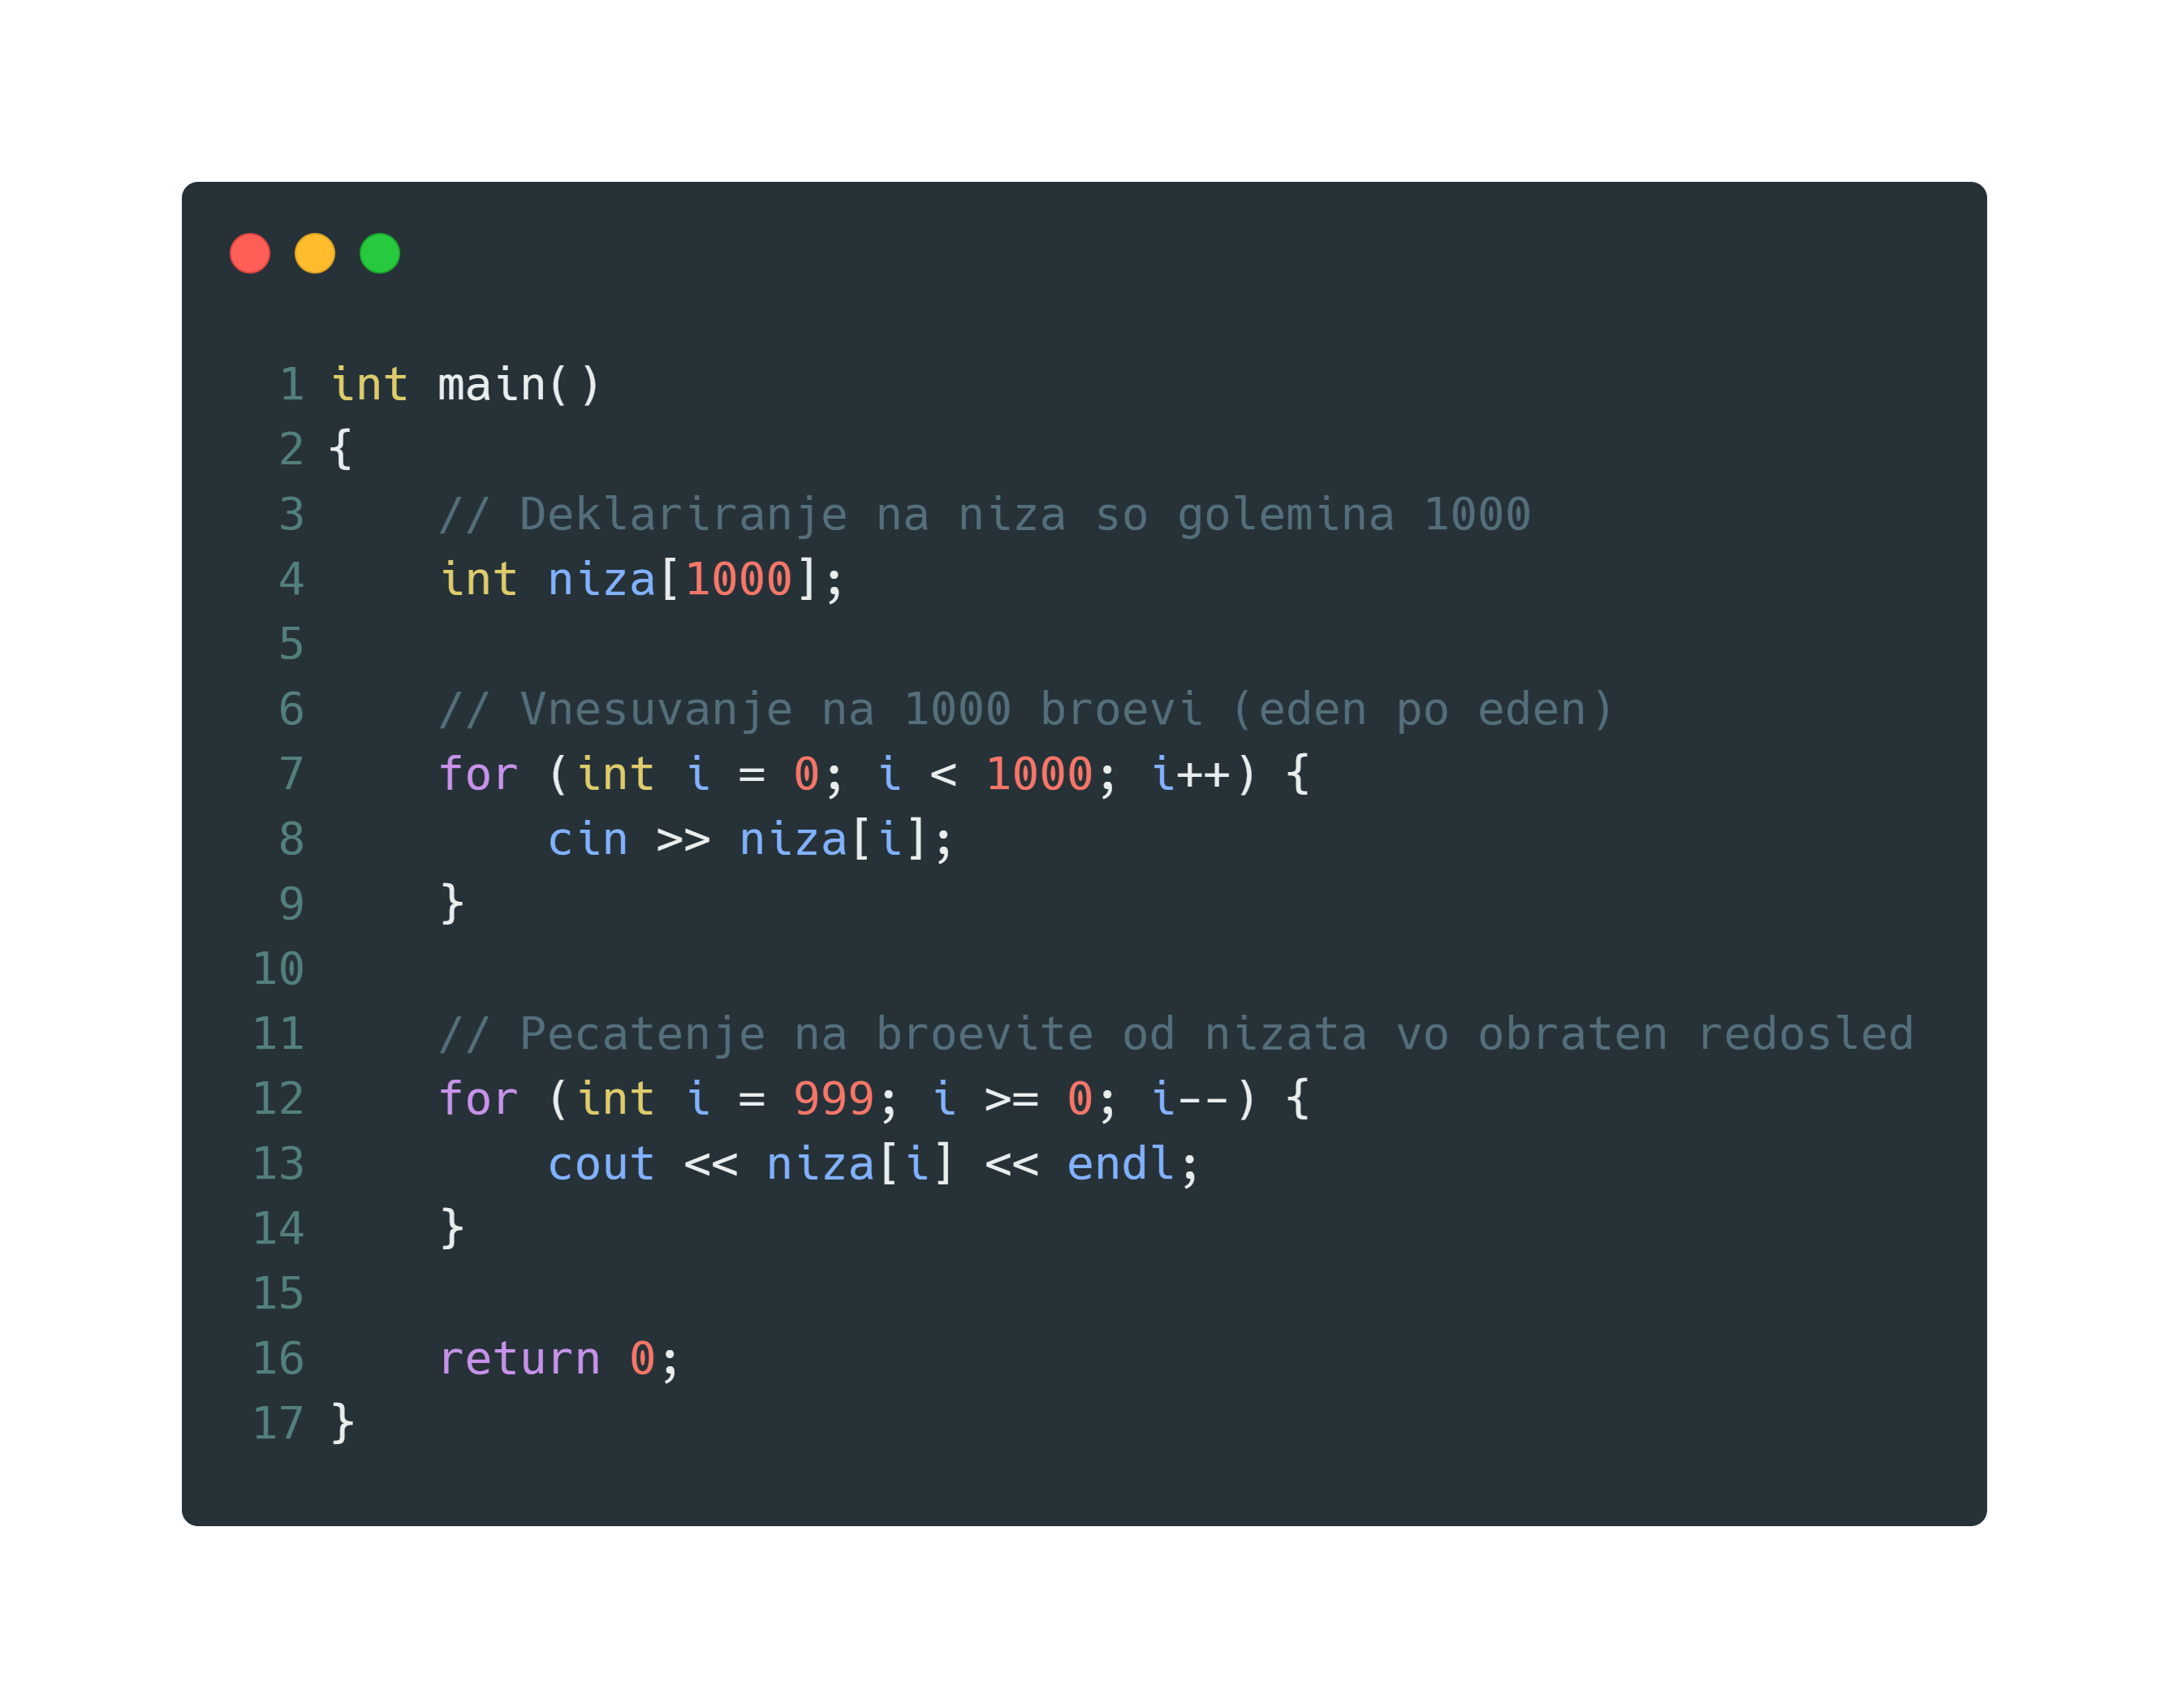 1 int main()
2 {
3     // Deklariranje na niza so golemina 1000
4     int niza[1000];
5
6     // Vnesuvanje na 1000 broevi (eden po eden)
7     for (int i = 0; i < 1000; i++) {
8         cin >> niza[i];
9     }
10
11     // Pecatenje na broevite od nizata vo obraten redosled
12     for (int i = 999; i >= 0; i--) {
13         cout << niza[i] << endl;
14     }
15
16     return 0;
17 }